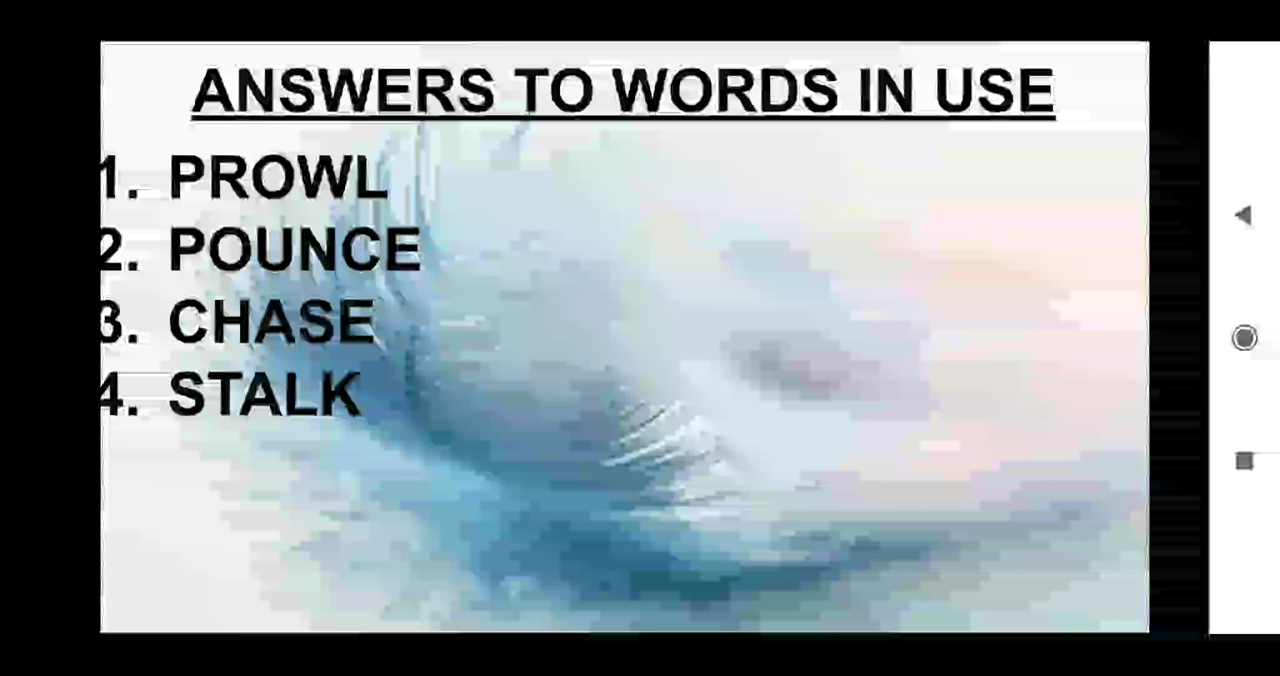 ANSWERS TO WORDS IN USE
1. PROWL
2. POUNCE
3. CHASE
4. STALK